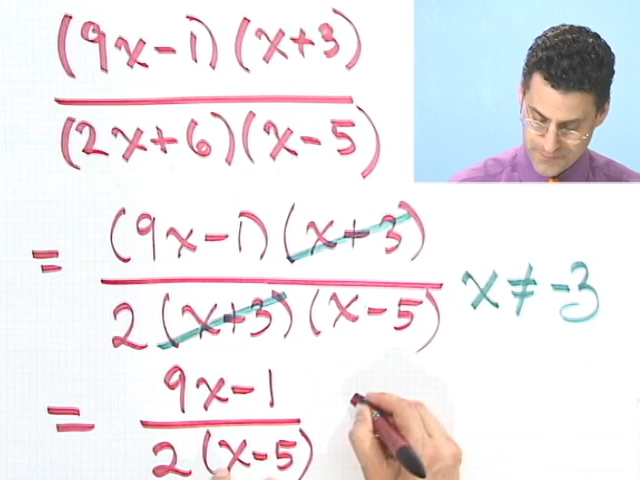 (9x-1)(x+3)
(2x+6)(x-5)
= (9x-1)(x+3)
2(x+3)(x-5) x≠-3
= 9x-1
2(x-5)